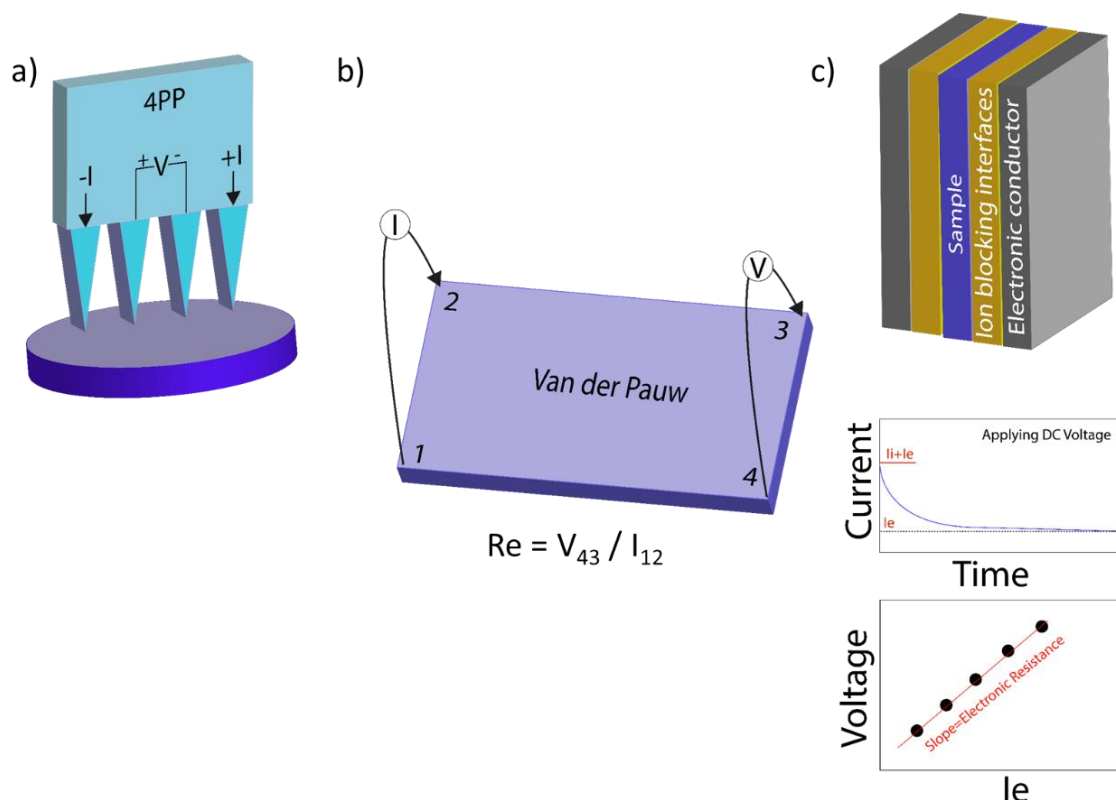 a)
4PP
-I
+ V -
+I
b)
I
V
2
3
Van der Pauw
1
4
Re = V₄₃ / I₁₂
c)
Sample
Ion blocking interfaces
Electronic conductor
Applying DC Voltage
Ii+Ie
Ie
Current
Time
Voltage
Slope=Electronic Resistance
Ie